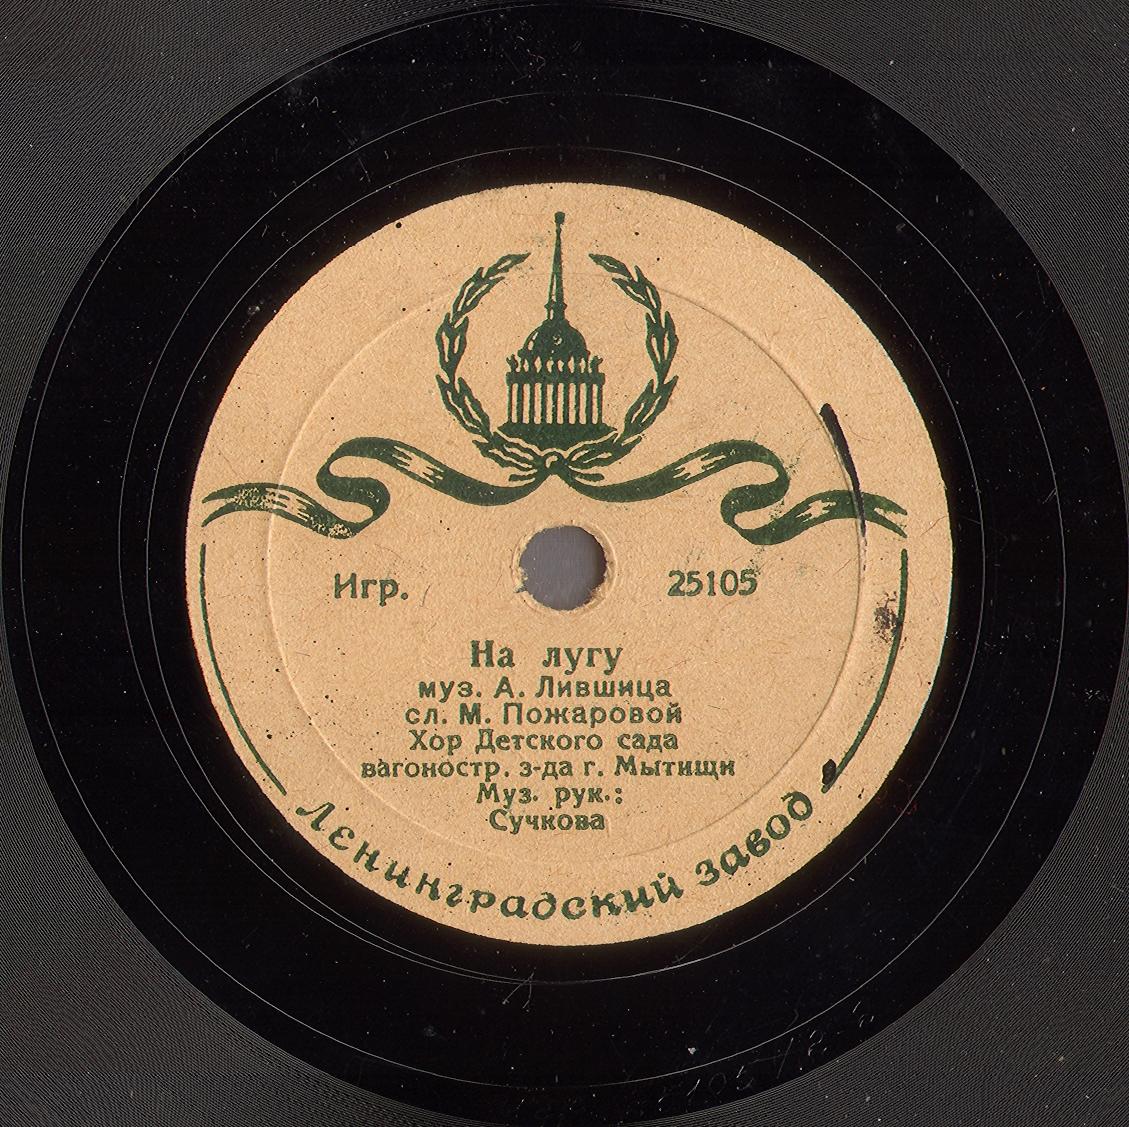 Игр. 25105
На лугу
муз. А. Лившица
сл. М. Пожаровой
Хор Детского сада
вагоностр. з-да г. Мытищи
Муз. рук.:
Сучкова
Ленинградский завод